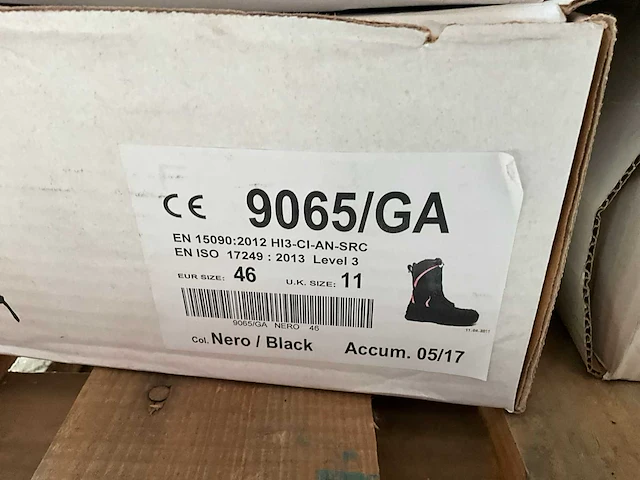 CE 9065/GA
EN 15090:2012 HI3-CI-AN-SRC
EN ISO 17249 : 2013 Level 3
EUR SIZE: 46 U.K. SIZE: 11
9065/GA NERO 46
Col. Nero / Black Accum. 05/17